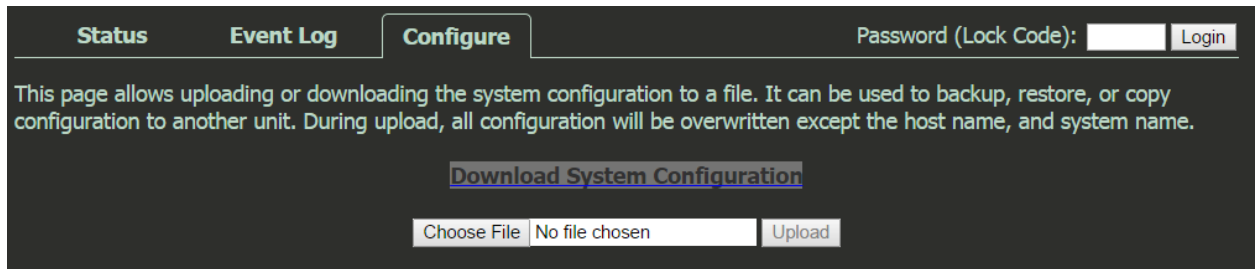 Status Event Log Configure Password (Lock Code): Login
This page allows uploading or downloading the system configuration to a file. It can be used to backup, restore, or copy
configuration to another unit. During upload, all configuration will be overwritten except the host name, and system name.
Download System Configuration
Choose File No file chosen Upload